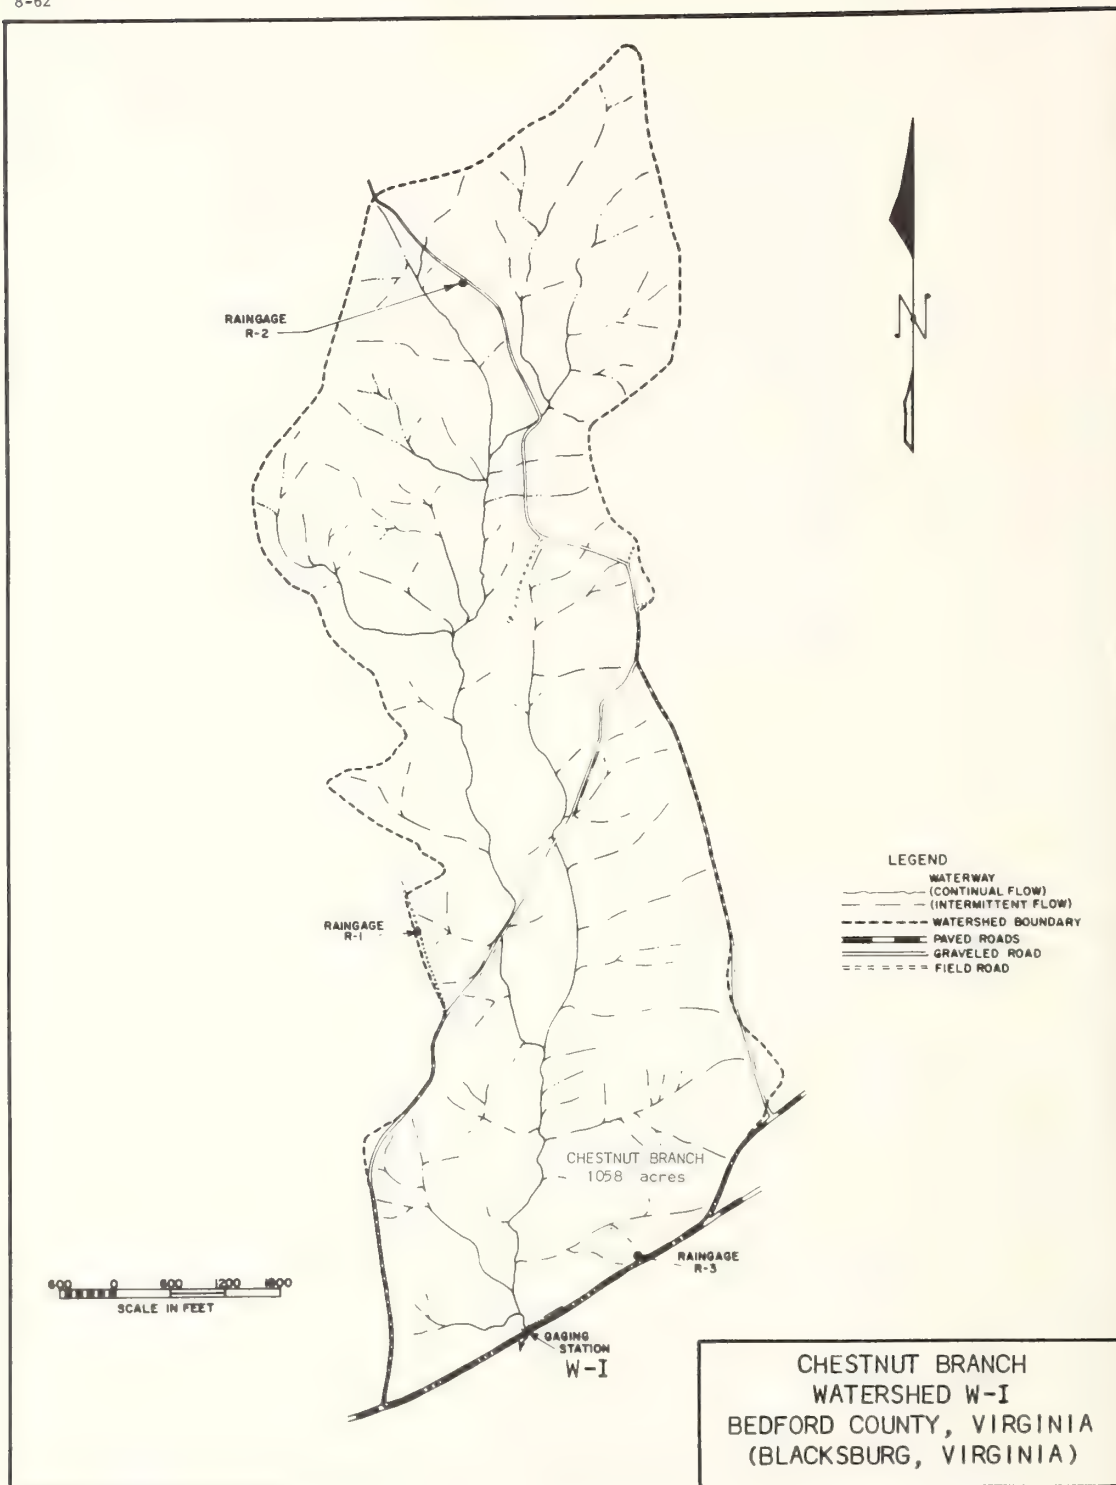 8-62
RAINGAGE
R-2
N
LEGEND
WATERWAY
(CONTINUAL FLOW)
(INTERMITTENT FLOW)
WATERSHED BOUNDARY
PAVED ROADS
GRAVELED ROAD
FIELD ROAD
RAINGAGE
R-1
CHESTNUT BRANCH
1058 acres
RAINGAGE
R-3
600 0 600 1200 1800
SCALE IN FEET
GAGING
STATION
W-I
CHESTNUT BRANCH
WATERSHED W-I
BEDFORD COUNTY, VIRGINIA
(BLACKSBURG, VIRGINIA)